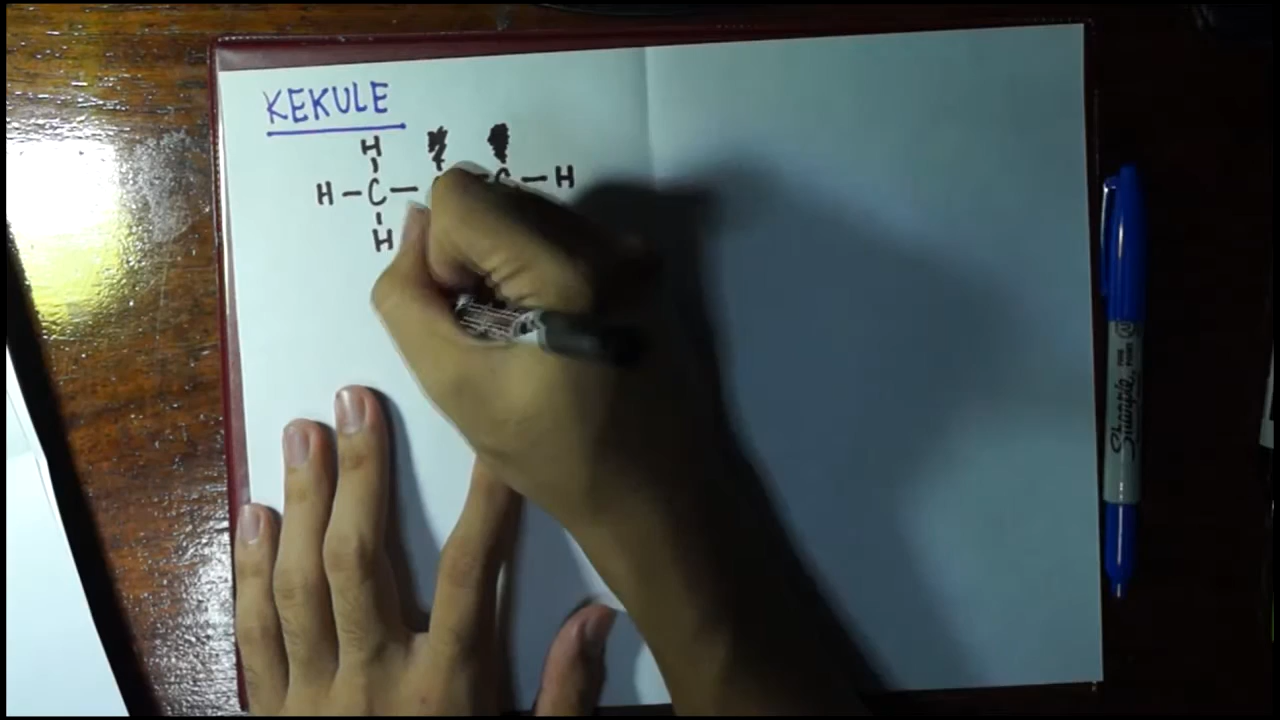 KEKULE
H
H - C - C - H
H
Sharpie